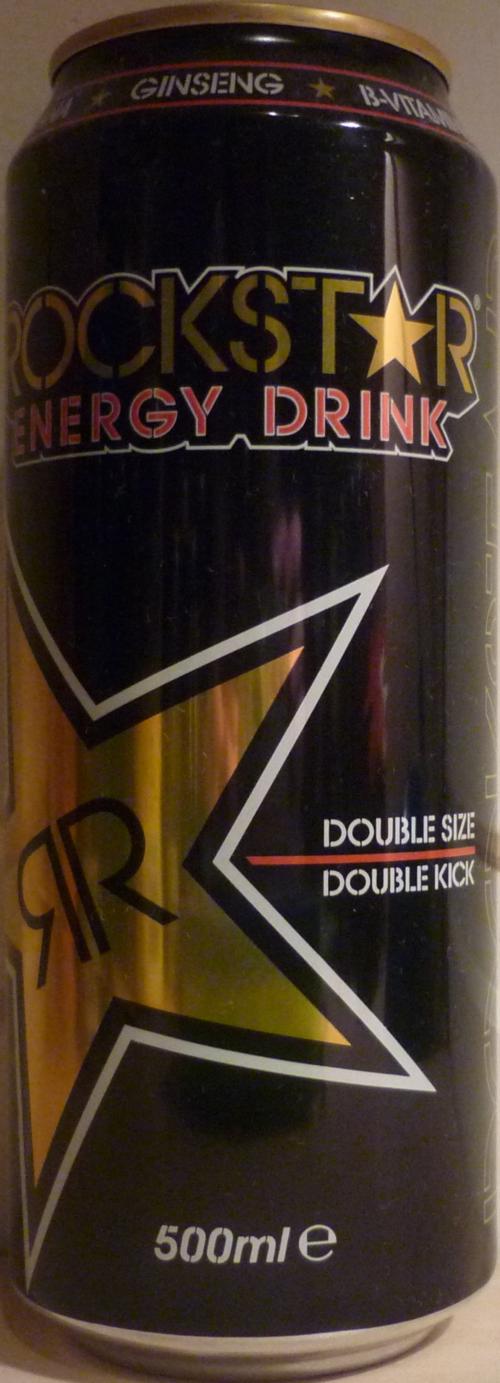 GINSENG
ROCKSTAR
ENERGY DRINK
DOUBLE SIZE
DOUBLE KICK
500ml e